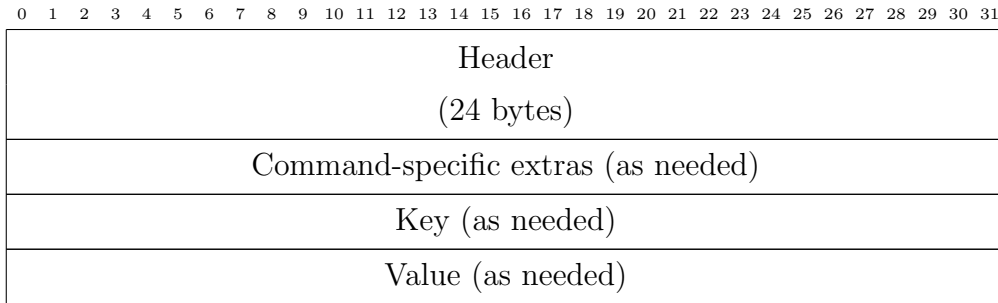 0 1 2 3 4 5 6 7 8 9 10 11 12 13 14 15 16 17 18 19 20 21 22 23 24 25 26 27 28 29 30 31
Header
(24 bytes)
Command-specific extras (as needed)
Key (as needed)
Value (as needed)